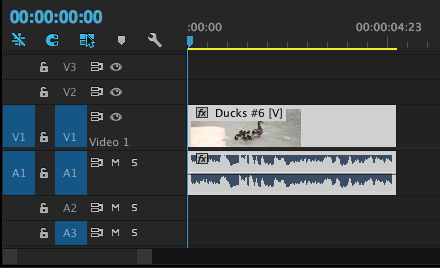 00:00:00:00
:00:00 00:00:04:23
V3
V2
fx Ducks #6 [V]
V1 V1 Video 1
fx
A1 A1 M S
A2 M S
A3 M S